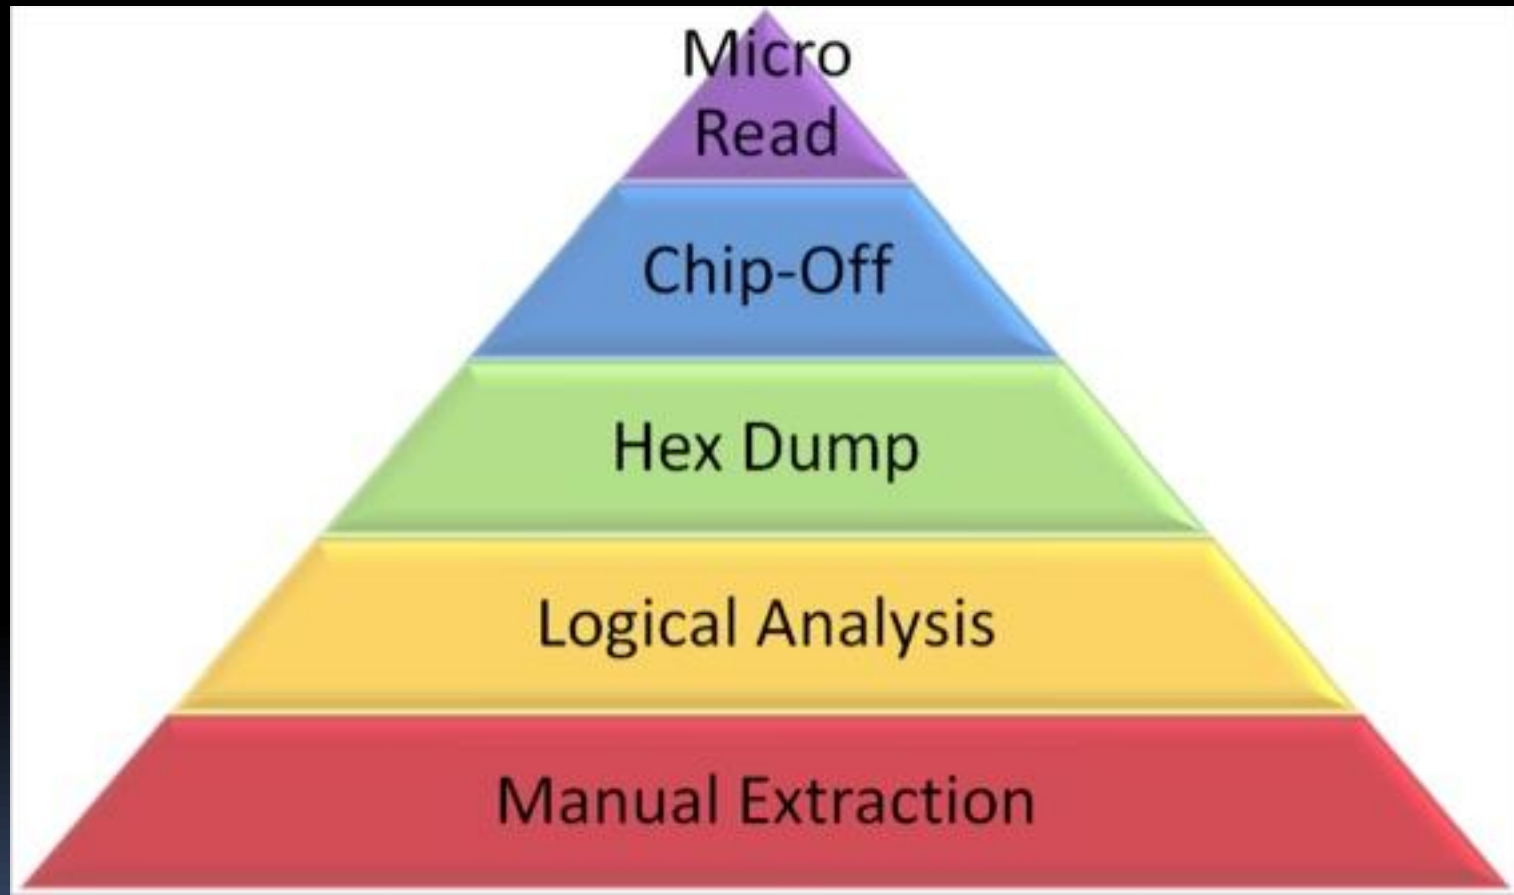 Micro
Read
Chip-Off
Hex Dump
Logical Analysis
Manual Extraction